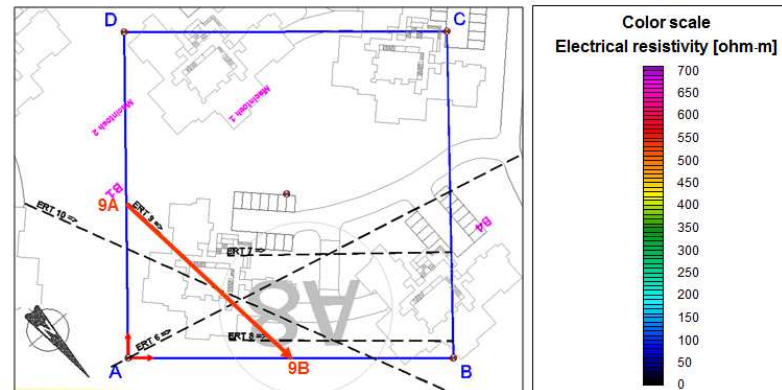 D
C
Macintosh 2
Macintosh 1
B1
9A
ERT 9 =>
ERT 10 =>
ERT 7 =>
B4
A8
ERT 6 =>
ERT 8 =>
A
9B
B
Color scale
Electrical resistivity [ohm-m]
700
650
600
550
500
450
400
350
300
250
200
150
100
50
0